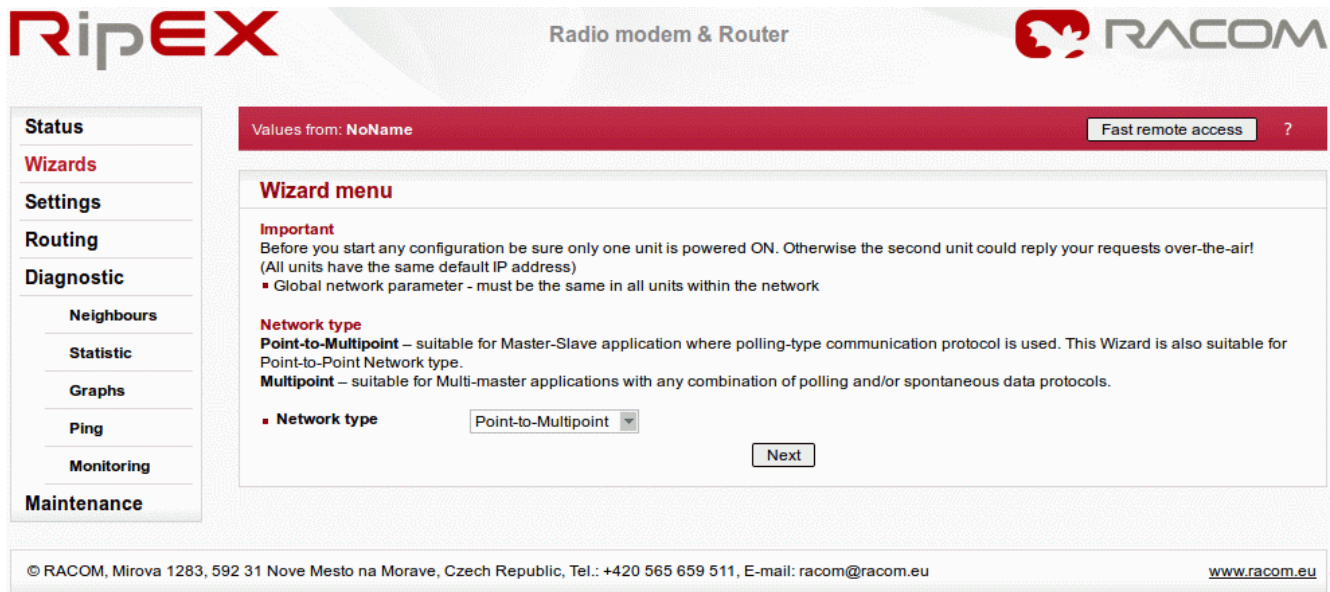 RipEX
Radio modem & Router
RACOM
Status
Wizards
Settings
Routing
Diagnostic
Neighbours
Statistic
Graphs
Ping
Monitoring
Maintenance
Values from: NoName
Fast remote access
?
Wizard menu
Important
Before you start any configuration be sure only one unit is powered ON. Otherwise the second unit could reply your requests over-the-air!
(All units have the same default IP address)
▪ Global network parameter - must be the same in all units within the network
Network type
Point-to-Multipoint – suitable for Master-Slave application where polling-type communication protocol is used. This Wizard is also suitable for
Point-to-Point Network type.
Multipoint – suitable for Multi-master applications with any combination of polling and/or spontaneous data protocols.
▪ Network type Point-to-Multipoint
Next
© RACOM, Mirova 1283, 592 31 Nove Mesto na Morave, Czech Republic, Tel.: +420 565 659 511, E-mail: racom@racom.eu www.racom.eu